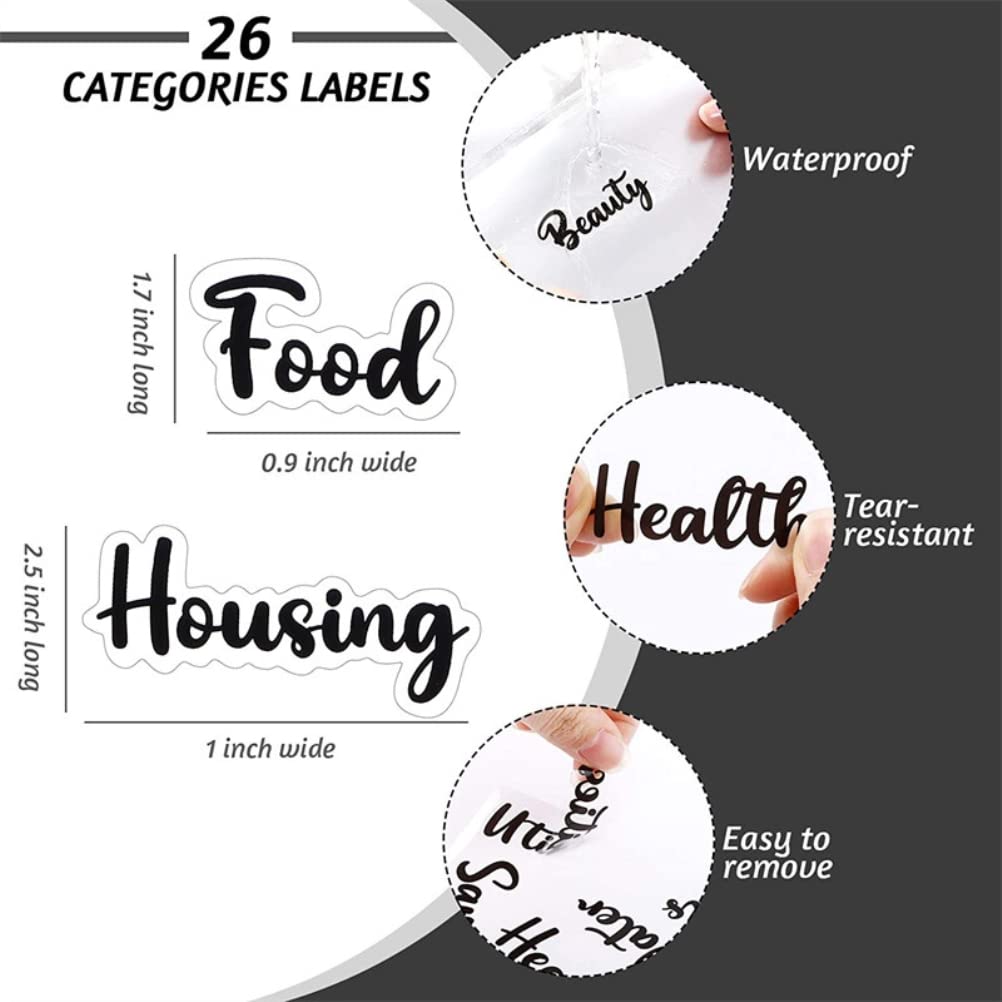 26
CATEGORIES LABELS
Beauty
Waterproof
1.7 inch long
Food
0.9 inch wide
Health
Tear-
resistant
2.5 inch long
Housing
1 inch wide
Easy to
remove